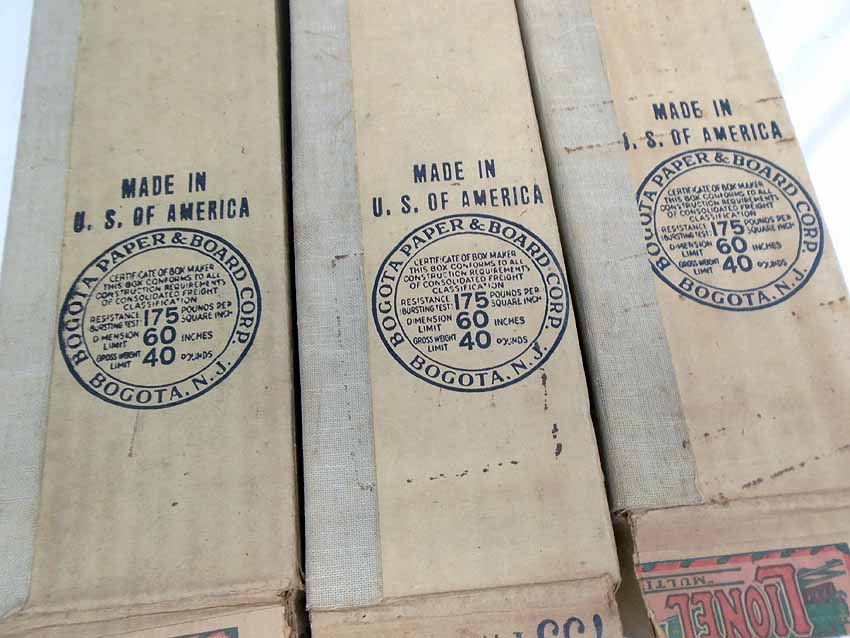 MADE IN
U. S. OF AMERICA
BOGOTA PAPER & BOARD CORP.
CERTIFICATE OF BOX MAKER
THIS BOX CONFORMS TO ALL
CONSTRUCTION REQUIREMENTS
OF CONSOLIDATED FREIGHT
CLASSIFICATION
RESISTANCE 175 POUNDS PER
(BURSTING TEST) SQUARE INCH
DIMENSION LIMIT 60 INCHES
GROSS WEIGHT LIMIT 40 POUNDS
BOGOTA, N. J.
MADE IN
U. S. OF AMERICA
BOGOTA PAPER & BOARD CORP.
CERTIFICATE OF BOX MAKER
THIS BOX CONFORMS TO ALL
CONSTRUCTION REQUIREMENTS
OF CONSOLIDATED FREIGHT
CLASSIFICATION
RESISTANCE 175 POUNDS PER
(BURSTING TEST) SQUARE INCH
DIMENSION LIMIT 60 INCHES
GROSS WEIGHT LIMIT 40 POUNDS
BOGOTA, N. J.
MADE IN
U. S. OF AMERICA
BOGOTA PAPER & BOARD CORP.
CERTIFICATE OF BOX MAKER
THIS BOX CONFORMS TO ALL
CONSTRUCTION REQUIREMENTS
OF CONSOLIDATED FREIGHT
CLASSIFICATION
RESISTANCE 175 POUNDS PER
(BURSTING TEST) SQUARE INCH
DIMENSION LIMIT 60 INCHES
GROSS WEIGHT LIMIT 40 POUNDS
BOGOTA, N. J.
"MULTI
LIONEL